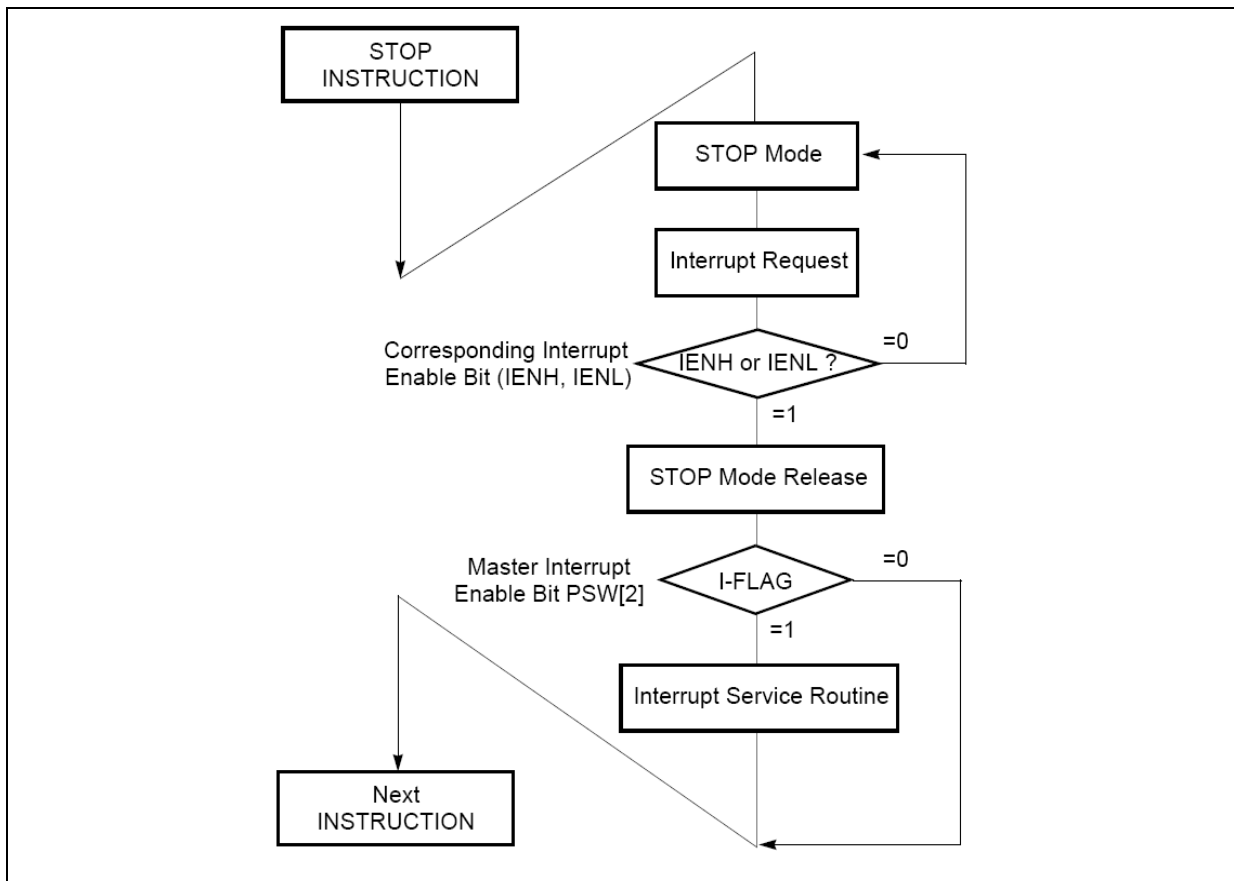 STOP
INSTRUCTION
STOP Mode
Interrupt Request
Corresponding Interrupt
Enable Bit (IENH, IENL)
IENH or IENL ?
=0
=1
STOP Mode Release
Master Interrupt
Enable Bit PSW[2]
I-FLAG
=0
=1
Interrupt Service Routine
Next
INSTRUCTION